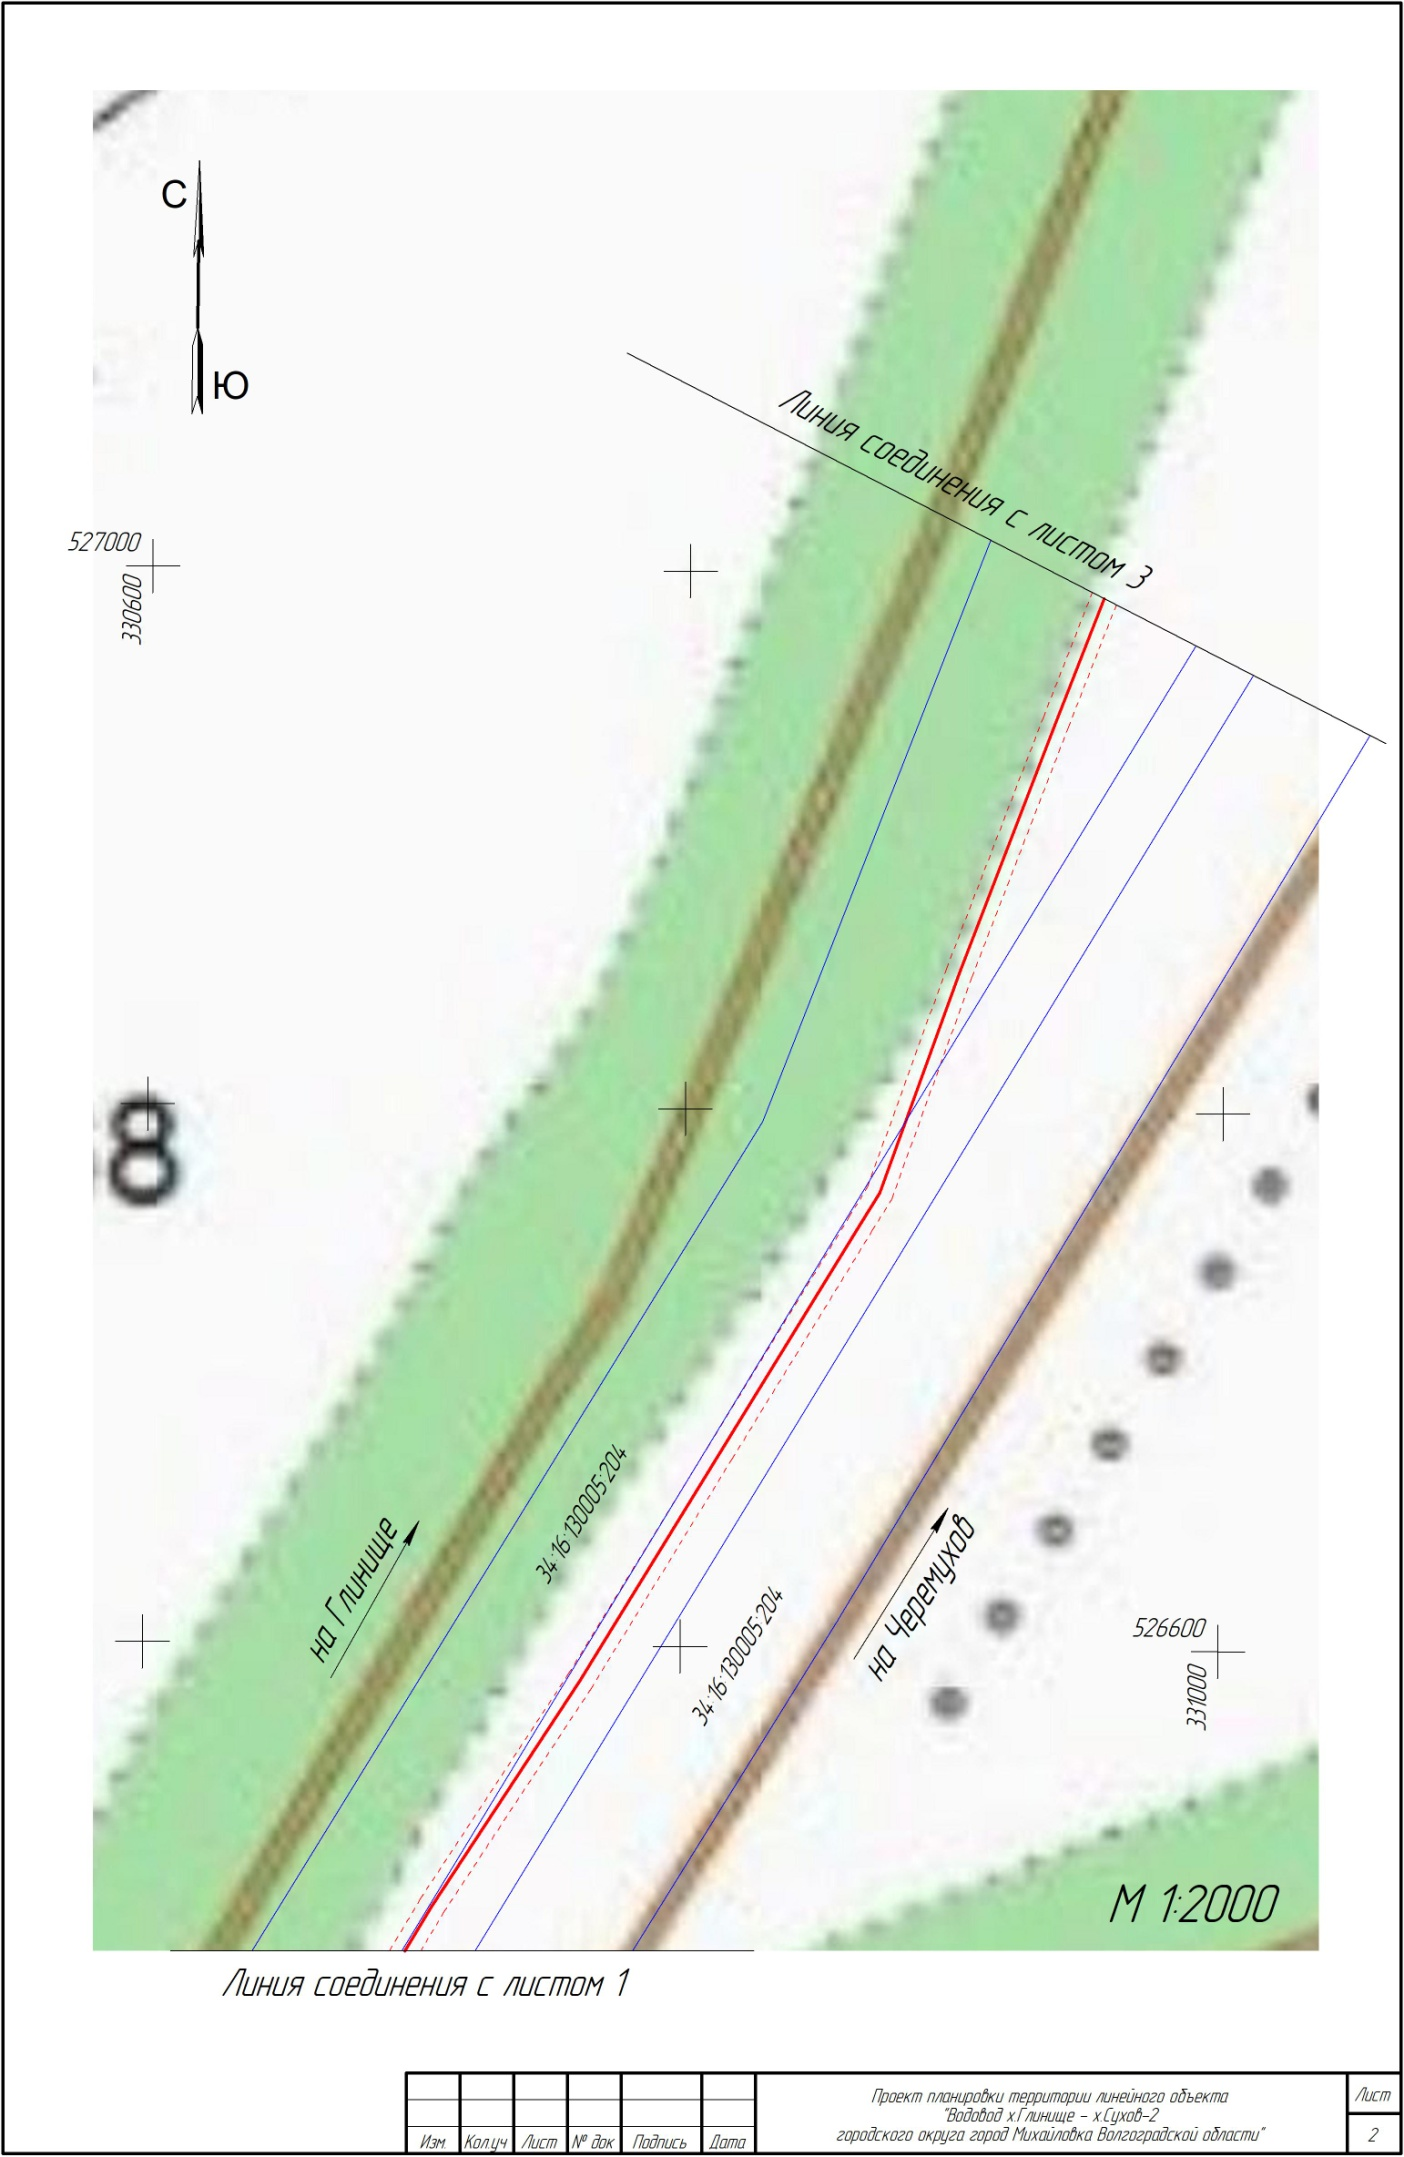 С
Ю
Линия соединения с листом 3
527000
330600
8
34:16:130005:204
на Глинище
34:16:130005:204
на Черемухов
526600
331000
М 1:2000
Линия соединения с листом 1
Изм.
Кол.уч
Лист
№ док
Подпись
Дата
Проект планировки территории линейного объекта
"Водовод х.Глинище - х.Сухов-2
городского округа город Михайловка Волгоградской области"
Лист
2